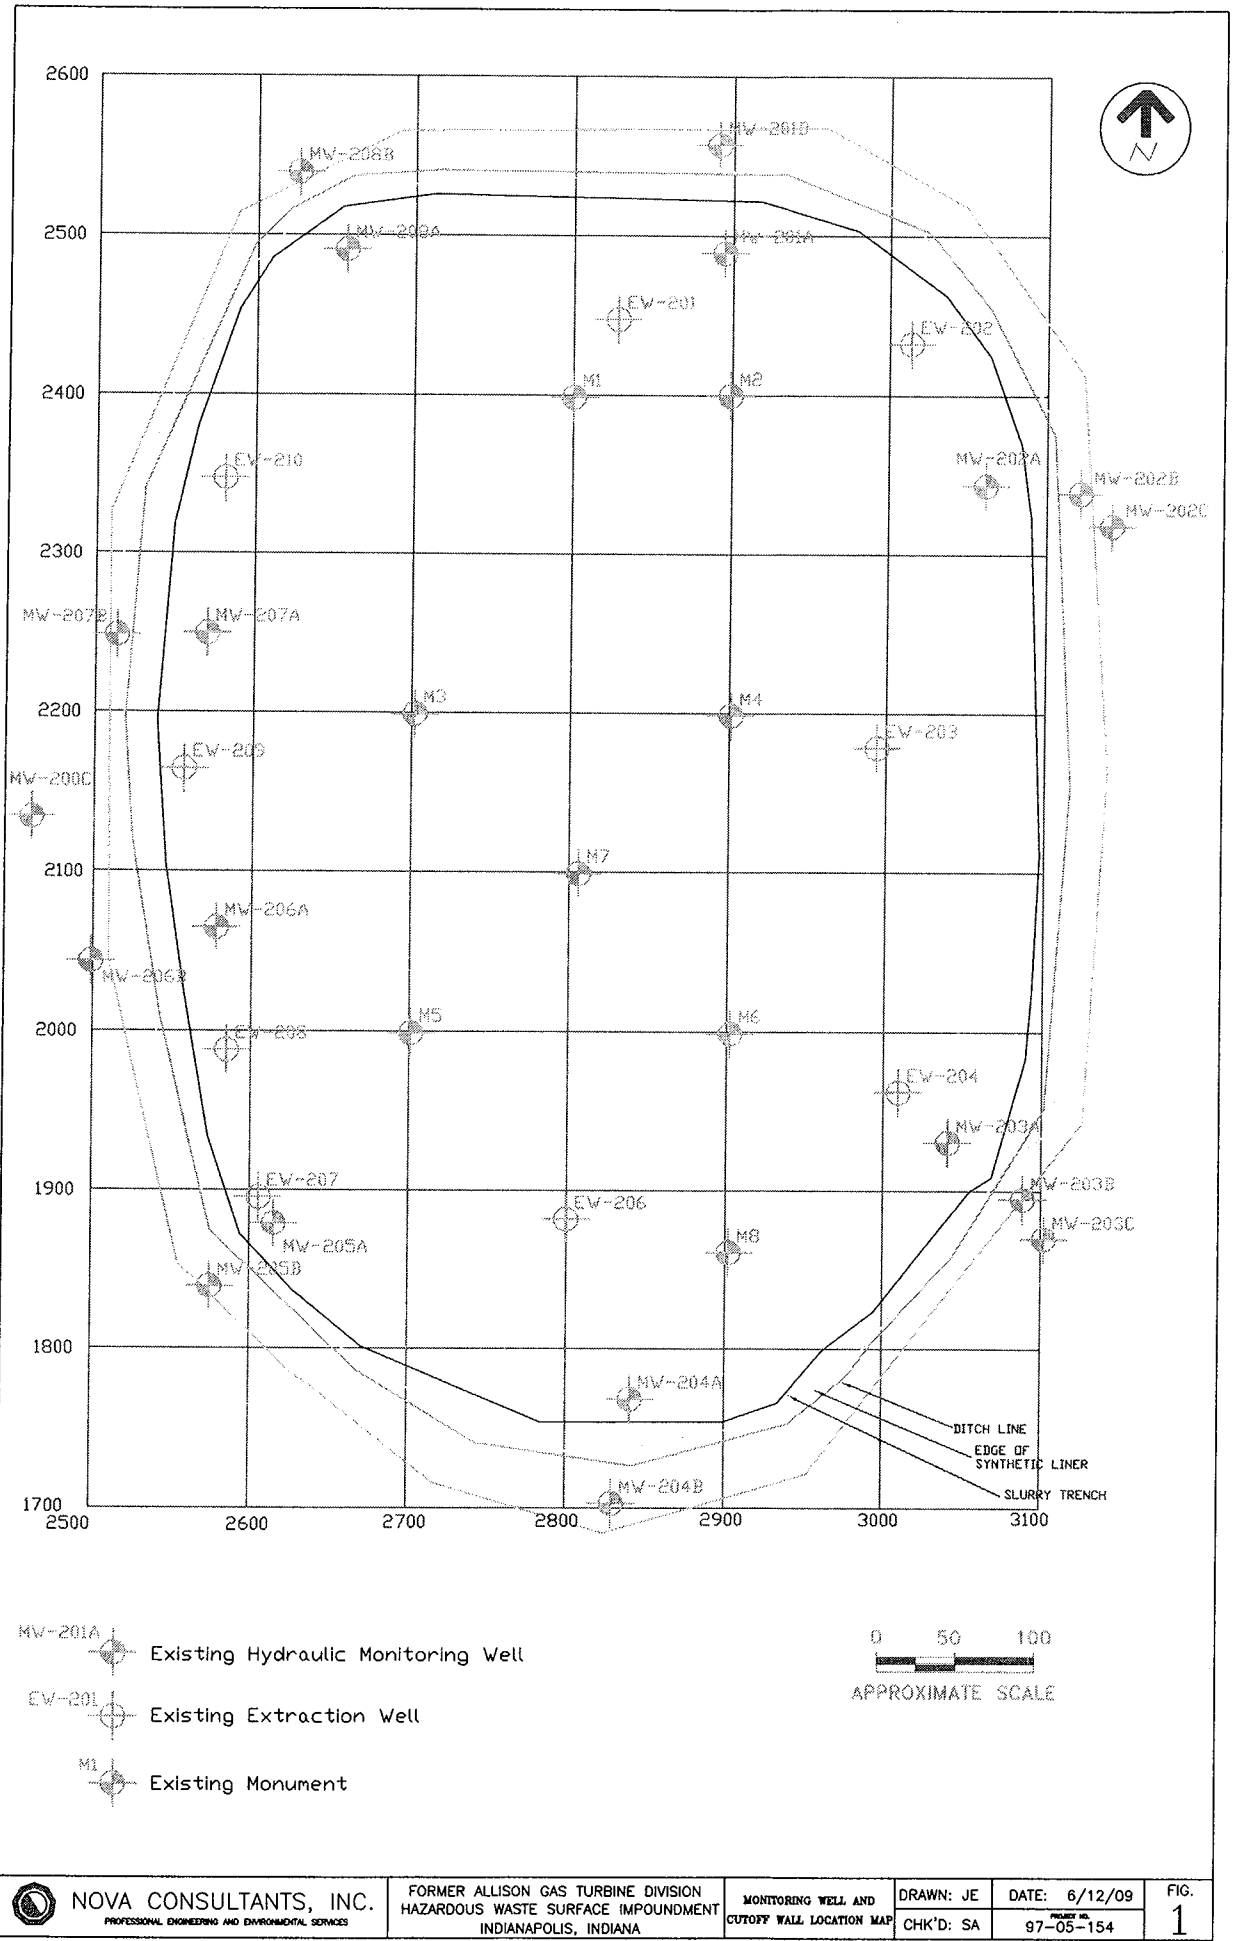 2600
MW-201B
MW-208B
N
2500
MW-208A
MW-201A
EW-201
EW-202
2400
M1
M2
EW-210
MW-202A
MW-202B
MW-302C
2300
MW-207B
MW-207A
2200
M3
M4
EW-203
EW-209
MW-200C
2100
M7
MW-206A
MW-206B
2000
EW-208
M5
M6
EW-204
MW-203A
1900
EW-207
MW-203B
EW-206
MW-203C
MW-205A
M8
MW-205B
1800
MW-204A
DITCH LINE
EDGE OF
SYNTHETIC LINER
MW-204B
SLURRY TRENCH
1700
2500 2600 2700 2800 2900 3000 3100
MW-201A
Existing Hydraulic Monitoring Well
EW-201
Existing Extraction Well
M1
Existing Monument
0 50 100
APPROXIMATE SCALE
NOVA CONSULTANTS, INC.
PROFESSIONAL ENGINEERING AND ENVIRONMENTAL SERVICES
FORMER ALLISON GAS TURBINE DIVISION
HAZARDOUS WASTE SURFACE IMPOUNDMENT
INDIANAPOLIS, INDIANA
MONITORING WELL AND
CUTOFF WALL LOCATION MAP
DRAWN: JE
CHK'D: SA
DATE: 6/12/09
PROJECT NO.
97-05-154
FIG.
1